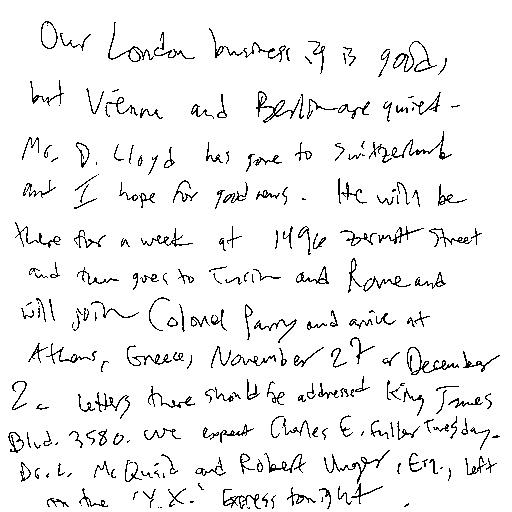 Our London business is good,
but Vienna and Berlin are quiet.
Mr. D. Lloyd has gone to Switzerland
and I hope for good news. He will be
there for a week at 1496 Zermott Street
and then goes to Turin and Rome and
will join Colonel Parry and arrive at
Athens, Greece, November 27 or December
2. Letters there should be addressed King James
Blvd. 3580. We expect Charles E. Fuller Tuesday.
Dr. L. McQuaid and Robert Unger, Esq., left
on the 'Y.X.' Express tonight.